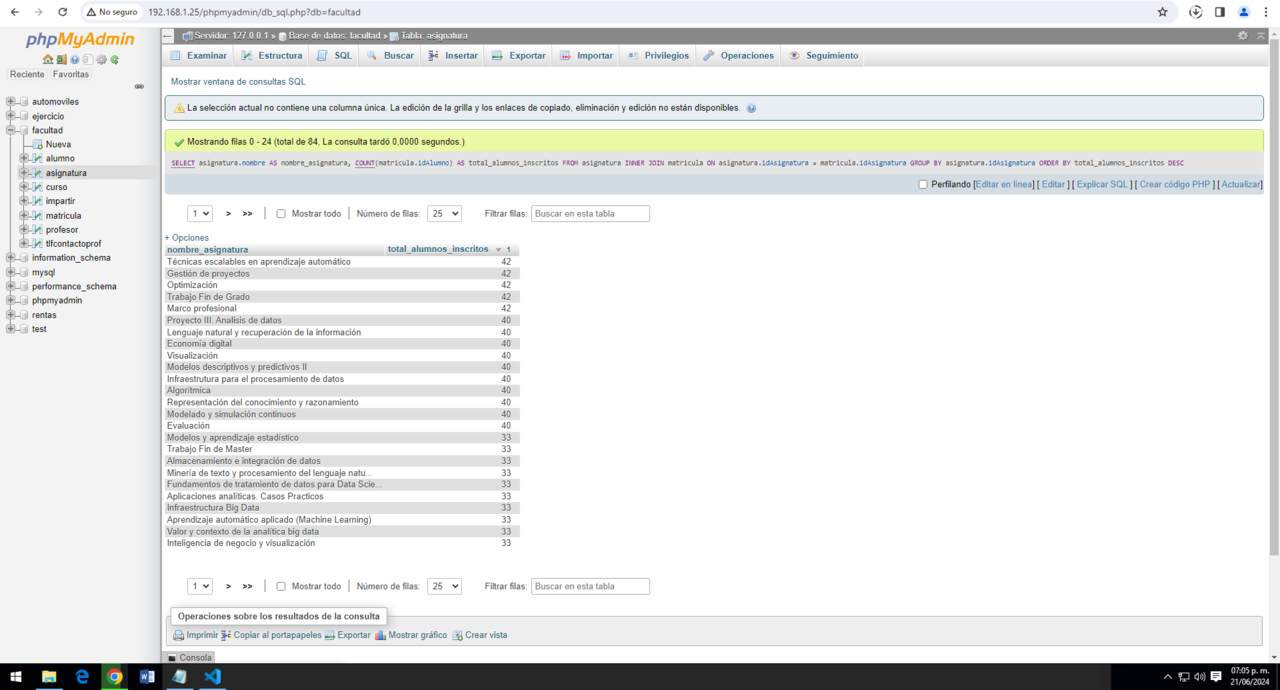 No seguro 192.168.1.25/phpmyadmin/db_sql.php?db=facultad
phpMyAdmin
Reciente Favoritas
automoviles
ejercicio
facultad
Nueva
alumno
asignatura
curso
impartir
matricula
profesor
tlfcontactoprof
information_schema
mysql
performance_schema
phpmyadmin
rentas
test
Servidor: 127.0.0.1 » Base de datos: facultad » Tabla: asignatura
Examinar Estructura SQL Buscar Insertar Exportar Importar Privilegios Operaciones Seguimiento
Mostrar ventana de consultas SQL
La selección actual no contiene una columna única. La edición de la grilla y los enlaces de copiado, eliminación y edición no están disponibles.
Mostrando filas 0 - 24 (total de 84, La consulta tardó 0,0000 segundos.)
SELECT asignatura.nombre AS nombre_asignatura, COUNT(matricula.idAlumno) AS total_alumnos_inscritos FROM asignatura INNER JOIN matricula ON asignatura.idAsignatura = matricula.idAsignatura GROUP BY asignatura.idAsignatura ORDER BY total_alumnos_inscritos DESC
Perfilando [Editar en línea] [ Editar ] [ Explicar SQL ] [ Crear código PHP ] [ Actualizar]
1 > >> | Mostrar todo | Número de filas: 25 Filtrar filas: Buscar en esta tabla
+ Opciones
nombre_asignatura total_alumnos_inscritos 1
Técnicas escalables en aprendizaje automático 42
Gestión de proyectos 42
Optimización 42
Trabajo Fin de Grado 42
Marco profesional 42
Proyecto III. Analisis de datos 40
Lenguaje natural y recuperación de la información 40
Economía digital 40
Visualización 40
Modelos descriptivos y predictivos II 40
Infraestrutura para el procesamiento de datos 40
Algorítmica 40
Representación del conocimiento y razonamiento 40
Modelado y simulación continuos 40
Evaluación 40
Modelos y aprendizaje estadístico 33
Trabajo Fin de Master 33
Almacenamiento e integración de datos 33
Minería de texto y procesamiento del lenguaje natu... 33
Fundamentos de tratamiento de datos para Data Scie... 33
Aplicaciones analíticas. Casos Practicos 33
Infraestructura Big Data 33
Aprendizaje automático aplicado (Machine Learning) 33
Valor y contexto de la analítica big data 33
Inteligencia de negocio y visualización 33
1 > >> | Mostrar todo | Número de filas: 25 Filtrar filas: Buscar en esta tabla
Operaciones sobre los resultados de la consulta
Imprimir Copiar al portapapeles Exportar Mostrar gráfico Crear vista
Consola
07:05 p. m.
21/06/2024